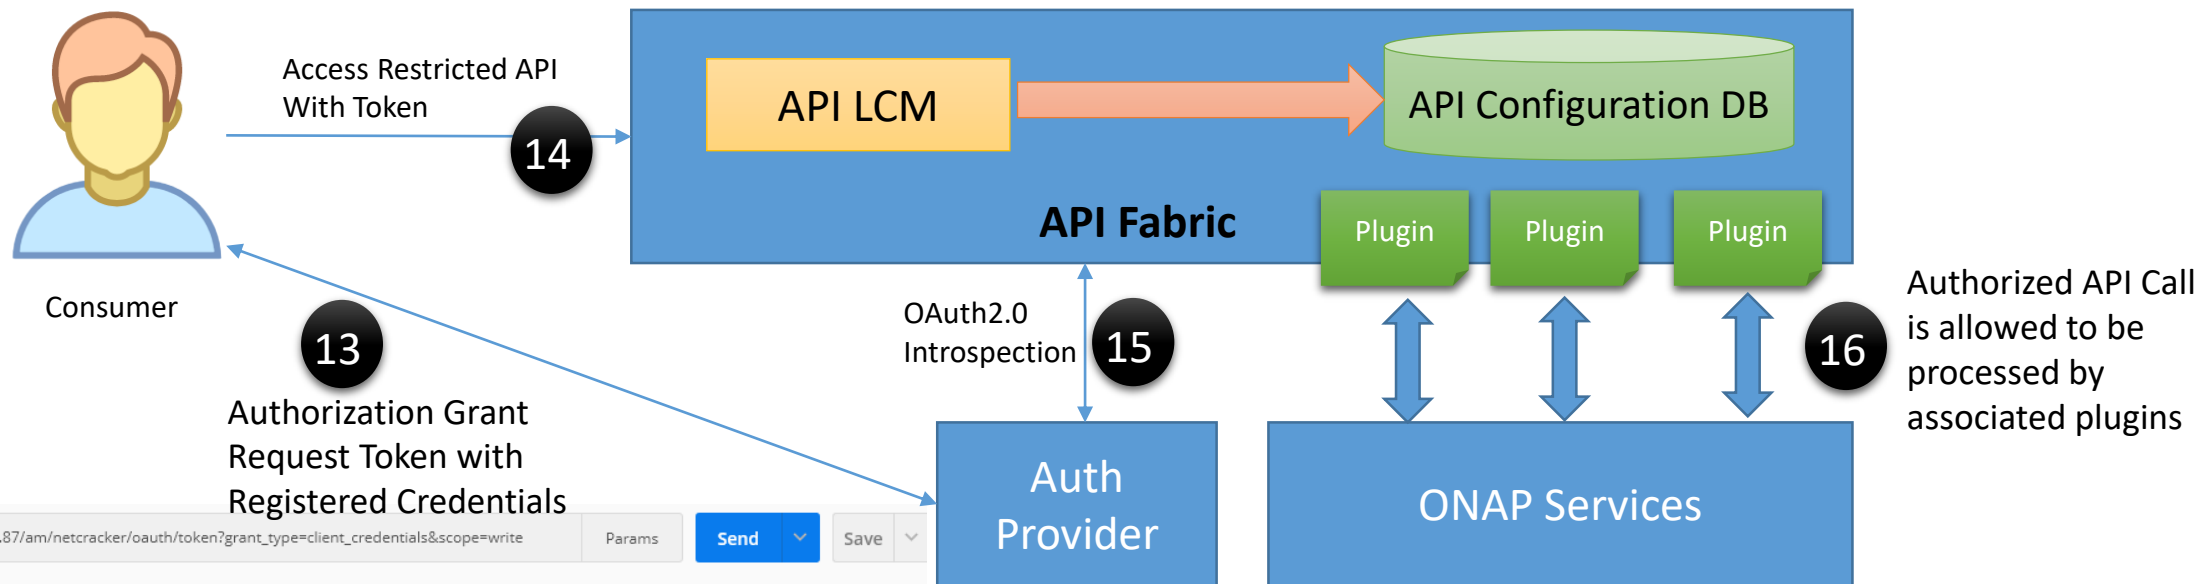 Access Restricted API
With Token
14
API LCM
API Configuration DB
API Fabric
Plugin
Plugin
Plugin
Consumer
13
Authorization Grant
Request Token with
Registered Credentials
OAuth2.0
Introspection
15
16
Authorized API Call
is allowed to be
processed by
associated plugins
Auth
Provider
ONAP Services
.87/am/netcracker/oauth/token?grant_type=client_credentials&scope=write
Params
Send
Save